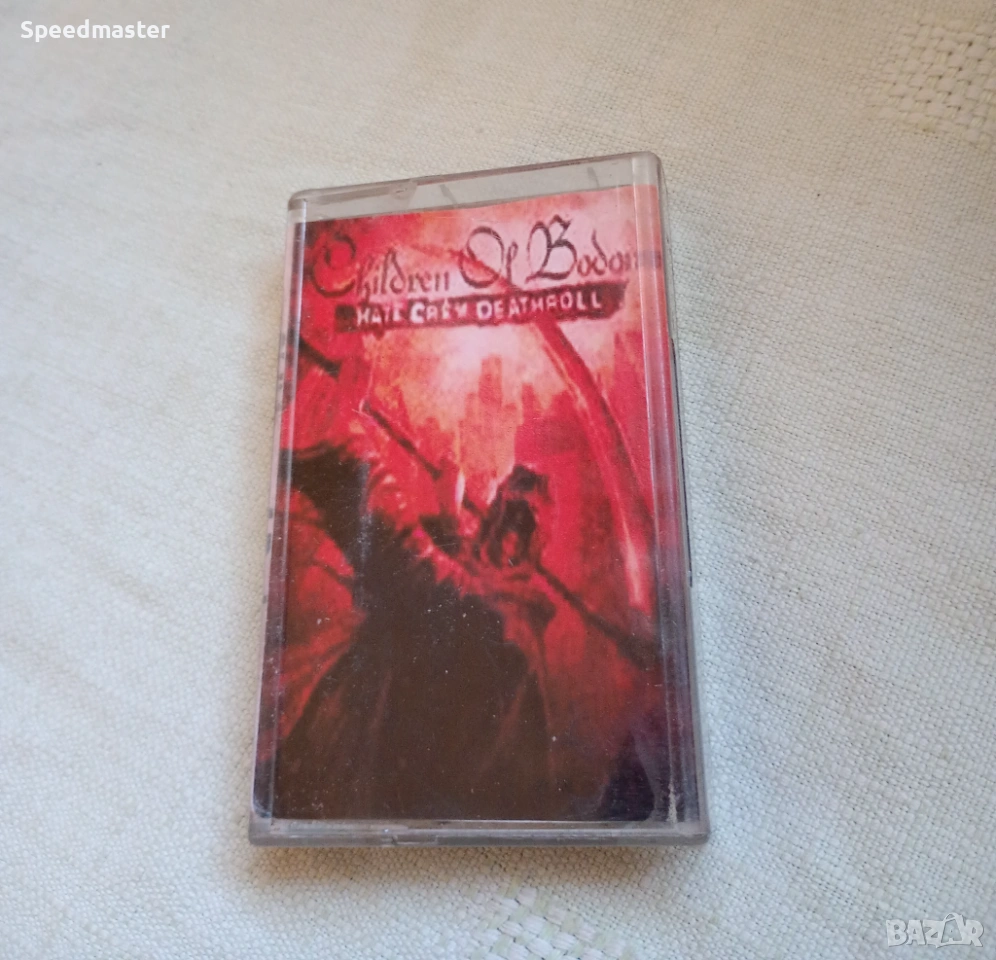 Speedmaster
Children Of Bodom
HATE CREW DEATHROLL
BAZAR